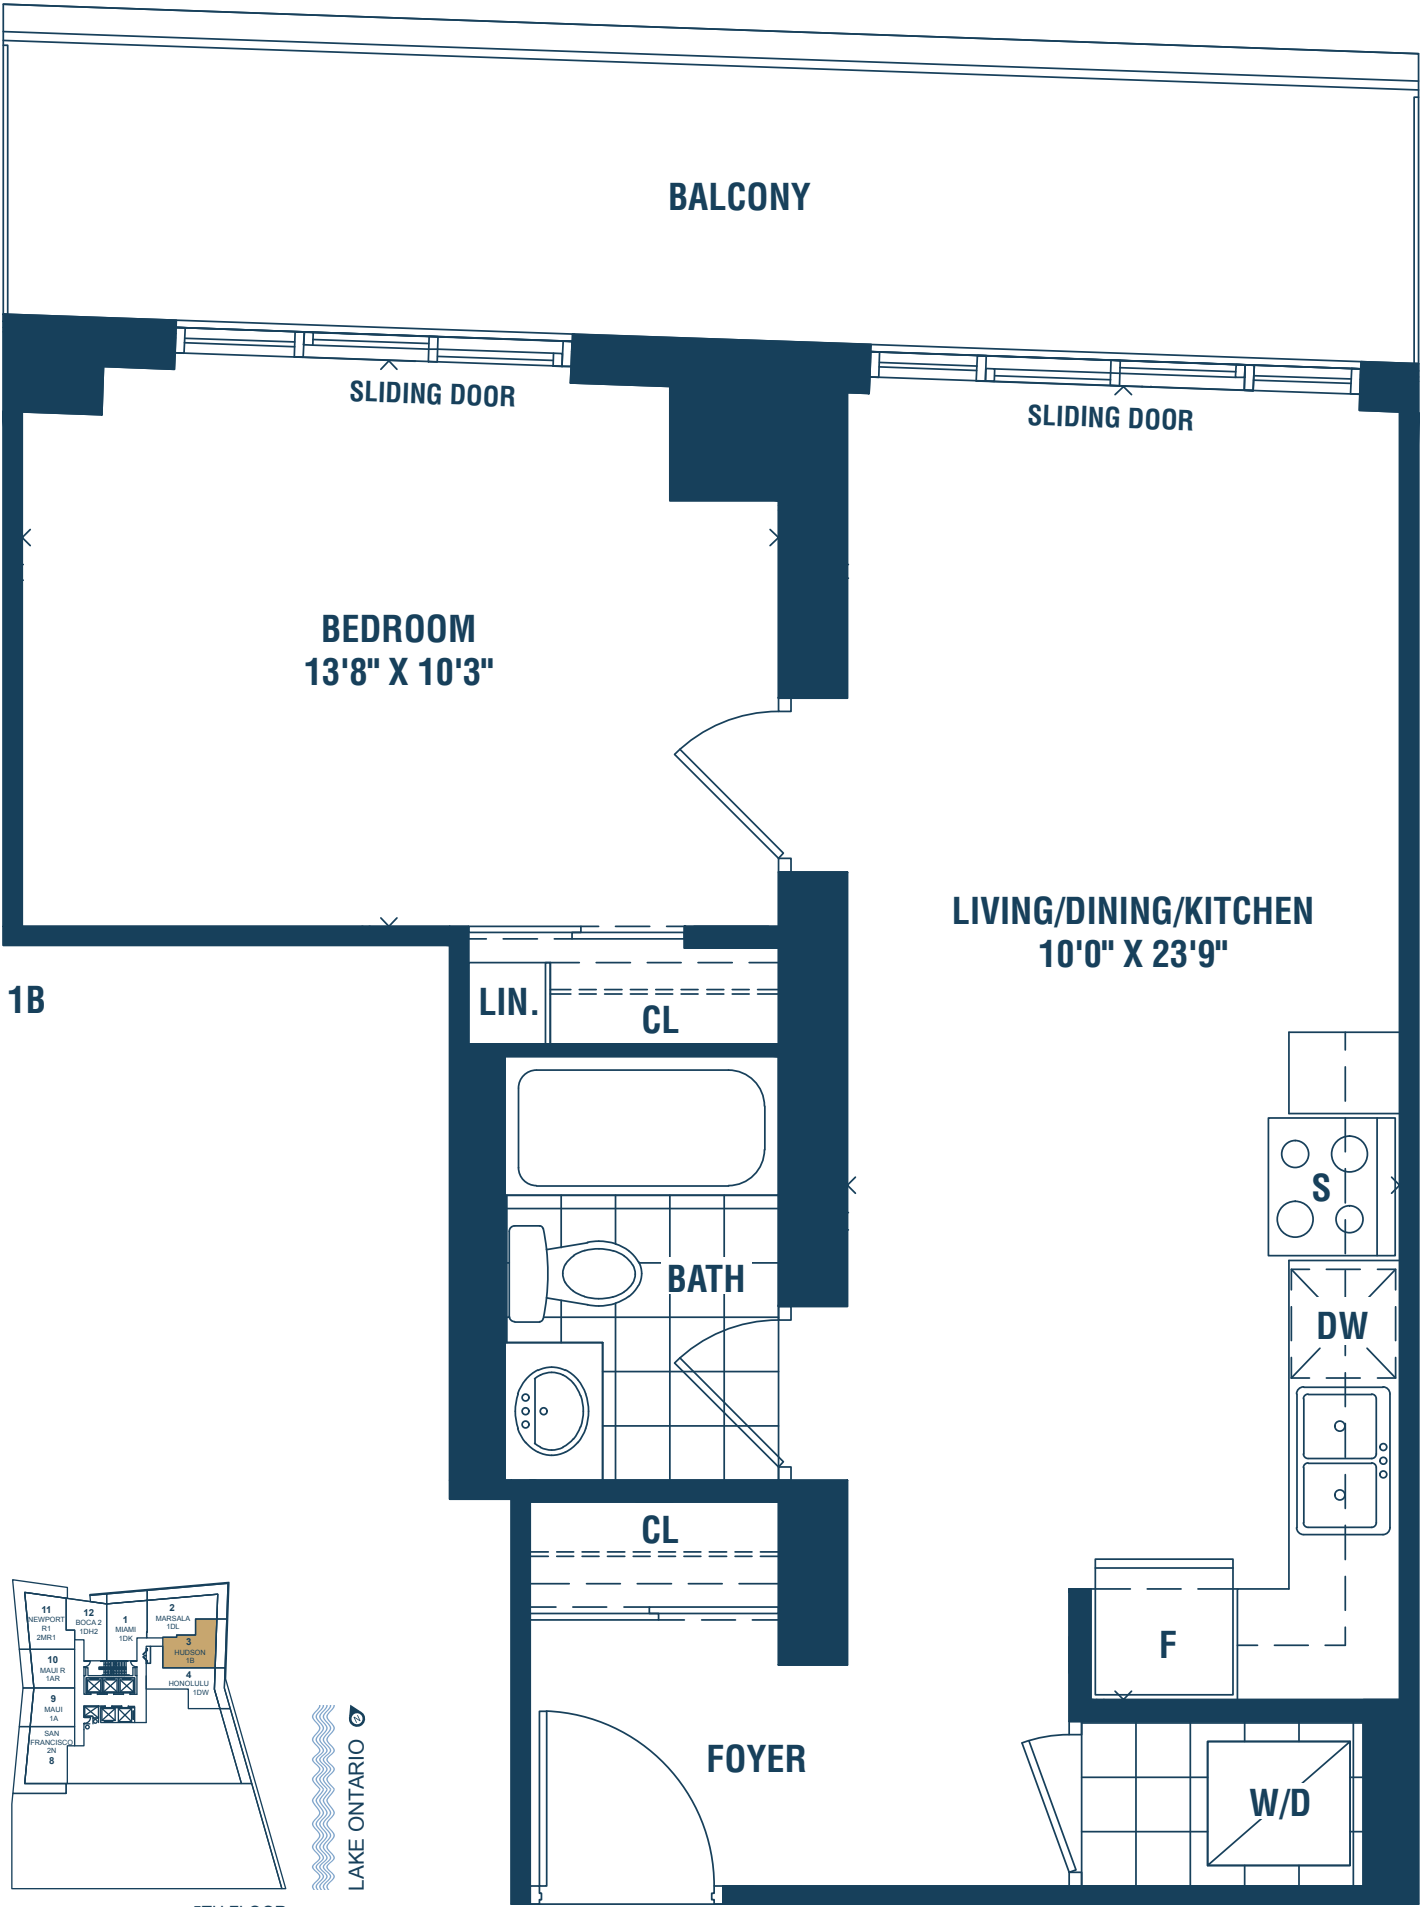 BALCONY
SLIDING DOOR
SLIDING DOOR
BEDROOM
13'8" X 10'3"
LIVING/DINING/KITCHEN
10'0" X 23'9"
1B
LIN.
CL
S
BATH
DW
CL
F
FOYER
W/D
11
NEWPORT
R1
2MR1
12
BOCA 2
1DH2
1
MIAMI
1DK
2
MARSALA
1DL
3
HUDSON
1B
4
HONOLULU
1DW
10
MAUI R
1AR
9
MAUI
1A
SAN
FRANCISCO
2N
8
LAKE ONTARIO
N